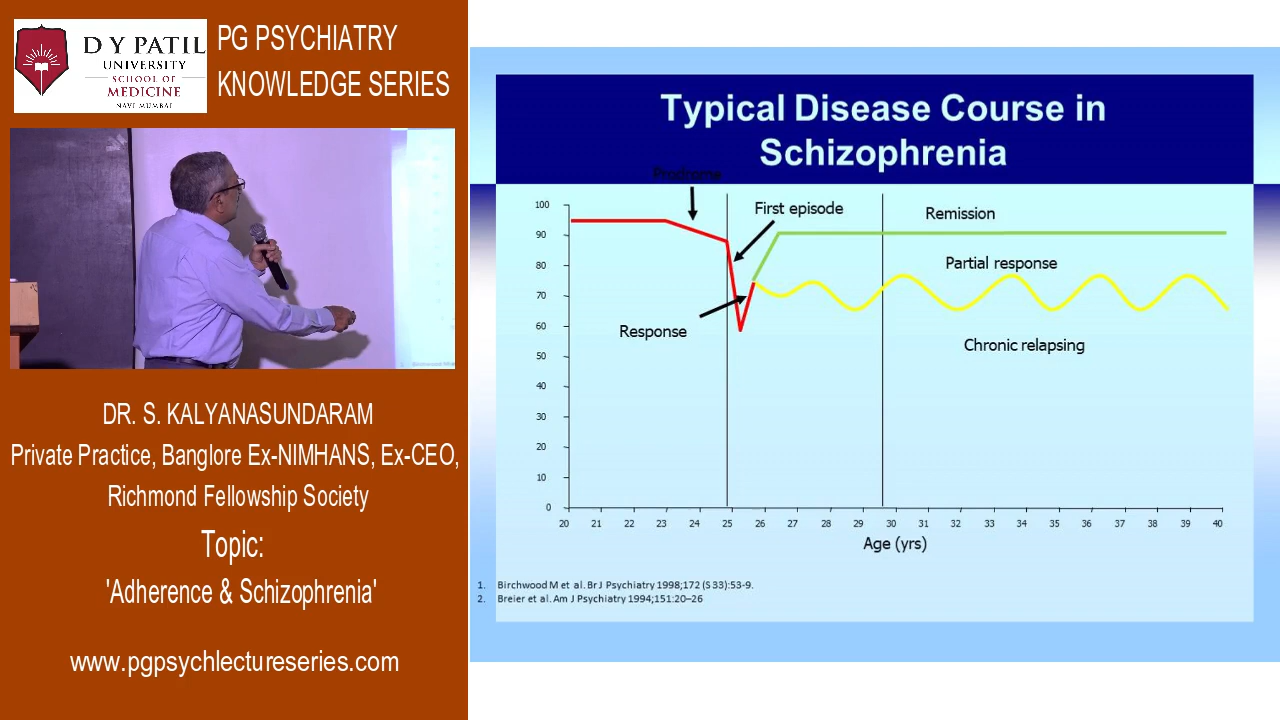 D Y PATIL
UNIVERSITY
SCHOOL OF
MEDICINE
NAVI MUMBAI
PG PSYCHIATRY
KNOWLEDGE SERIES
DR. S. KALYANASUNDARAM
Private Practice, Banglore Ex-NIMHANS, Ex-CEO,
Richmond Fellowship Society
Topic:
'Adherence & Schizophrenia'
www.pgpsychlectureseries.com
Typical Disease Course in
Schizophrenia
Prodrome
First episode
Remission
Partial response
Response
Chronic relapsing
100
90
80
70
60
50
40
30
20
10
0
20 21 22 23 24 25 26 27 28 29 30 31 32 33 34 35 36 37 38 39 40
Age (yrs)
1. Birchwood M et al. Br J Psychiatry 1998;172 (S 33):53-9.
2. Breier et al. Am J Psychiatry 1994;151:20–26